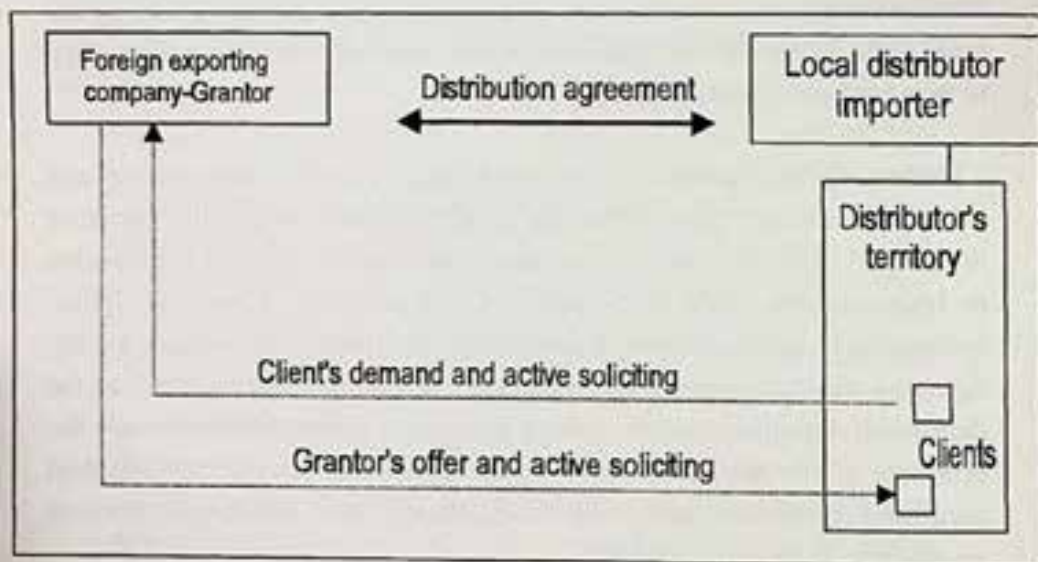 Foreign exporting
company-Grantor
Distribution agreement
Local distributor
importer
Distributor's
territory
Client's demand and active soliciting
Grantor's offer and active soliciting
Clients